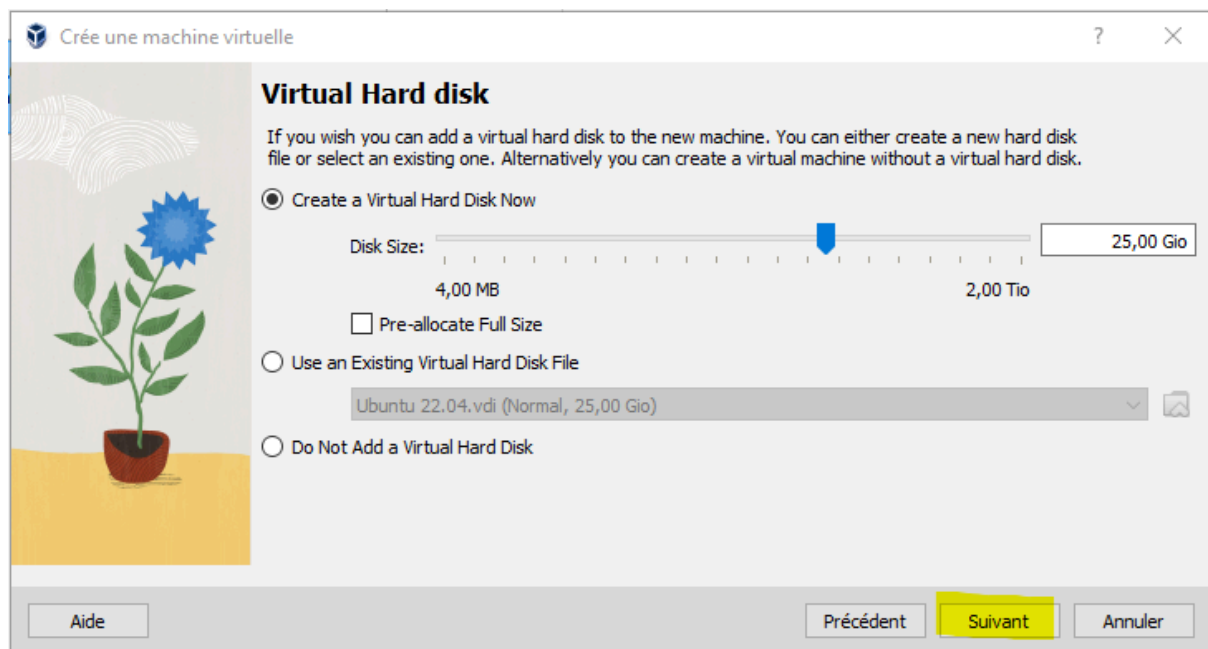 Crée une machine virtuelle
?
Virtual Hard disk
If you wish you can add a virtual hard disk to the new machine. You can either create a new hard disk
file or select an existing one. Alternatively you can create a virtual machine without a virtual hard disk.
Create a Virtual Hard Disk Now
Disk Size:
25,00 Gio
4,00 MB
2,00 Tio
Pre-allocate Full Size
Use an Existing Virtual Hard Disk File
Ubuntu 22.04.vdi (Normal, 25,00 Gio)
Do Not Add a Virtual Hard Disk
Aide
Précédent
Suivant
Annuler